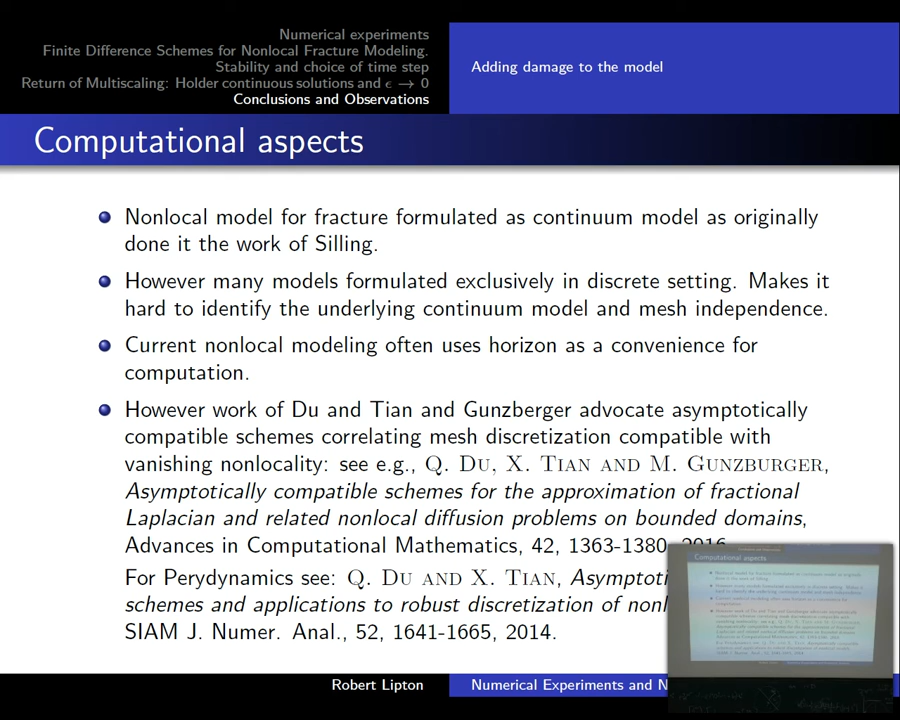 Numerical experiments
Finite Difference Schemes for Nonlocal Fracture Modeling.
Stability and choice of time step
Return of Multiscaling: Holder continuous solutions and ϵ → 0
Conclusions and Observations
Adding damage to the model
Computational aspects
Nonlocal model for fracture formulated as continuum model as originally
done it the work of Silling.
However many models formulated exclusively in discrete setting. Makes it
hard to identify the underlying continuum model and mesh independence.
Current nonlocal modeling often uses horizon as a convenience for
computation.
However work of Du and Tian and Gunzberger advocate asymptotically
compatible schemes correlating mesh discretization compatible with
vanishing nonlocality: see e.g., Q. Du, X. Tian and M. Gunzburger,
Asymptotically compatible schemes for the approximation of fractional
Laplacian and related nonlocal diffusion problems on bounded domains,
Advances in Computational Mathematics, 42, 1363-1380, 2016.
For Perydynamics see: Q. Du and X. Tian,
schemes and applications to robust discretization of
SIAM J. Numer. Anal., 52, 1641-1665, 2014.
Computational aspects
Robert Lipton
Numerical Experiments and